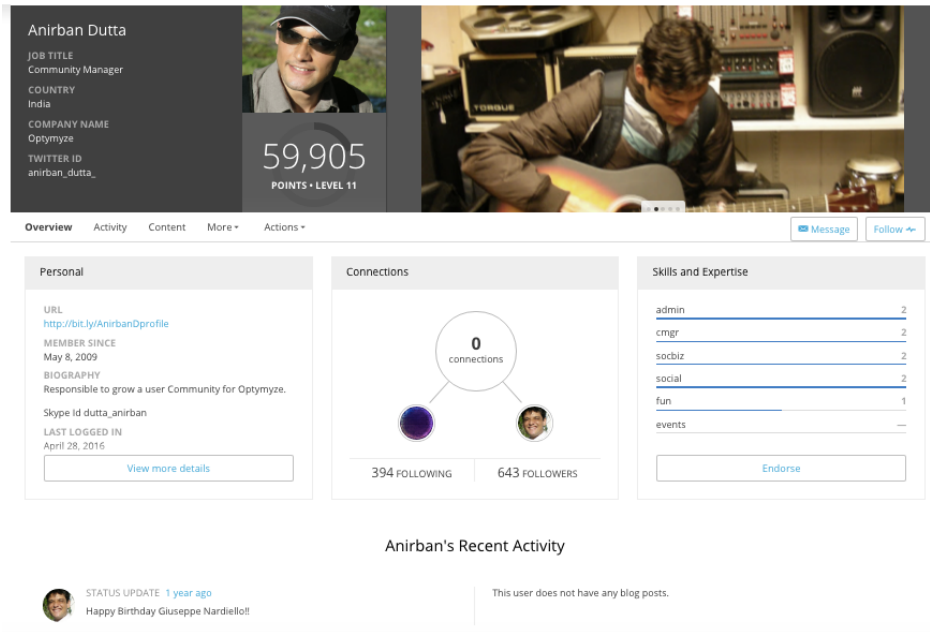 Anirban Dutta
JOB TITLE
Community Manager
COUNTRY
India
COMPANY NAME
Optymyze
TWITTER ID
anirban_dutta_
59,905
POINTS • LEVEL 11
TORQUE
Overview Activity Content More Actions
Message Follow
Personal
URL
http://bit.ly/AnirbanDprofile
MEMBER SINCE
May 8, 2009
BIOGRAPHY
Responsible to grow a user Community for Optymyze.
Skype Id dutta_anirban
LAST LOGGED IN
April 28, 2016
View more details
Connections
0
connections
394 FOLLOWING 643 FOLLOWERS
Skills and Expertise
admin 2
cmgr 2
socbiz 2
social 2
fun 1
events —
Endorse
Anirban's Recent Activity
STATUS UPDATE 1 year ago
Happy Birthday Giuseppe Nardiello!!
This user does not have any blog posts.